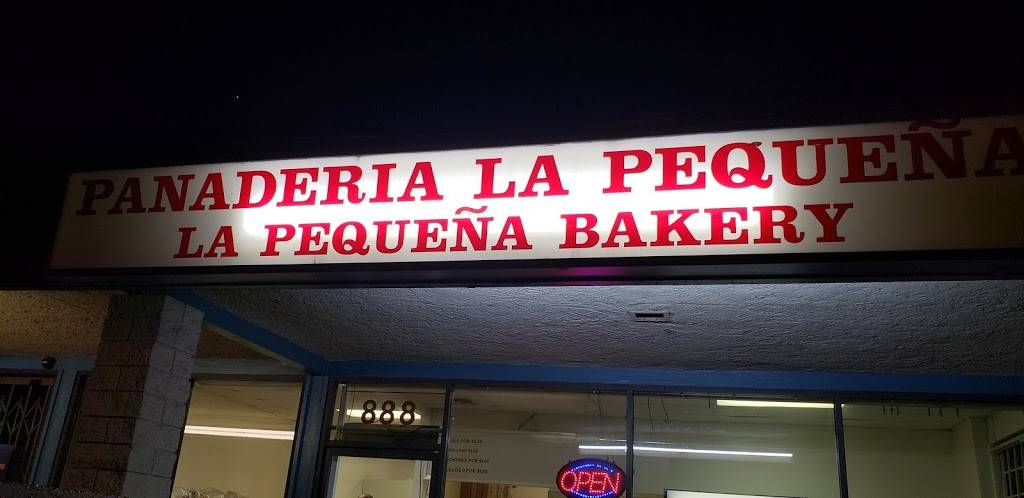 PANADERIA LA PEQUEÑA
LA PEQUEÑA BAKERY
888
OPEN